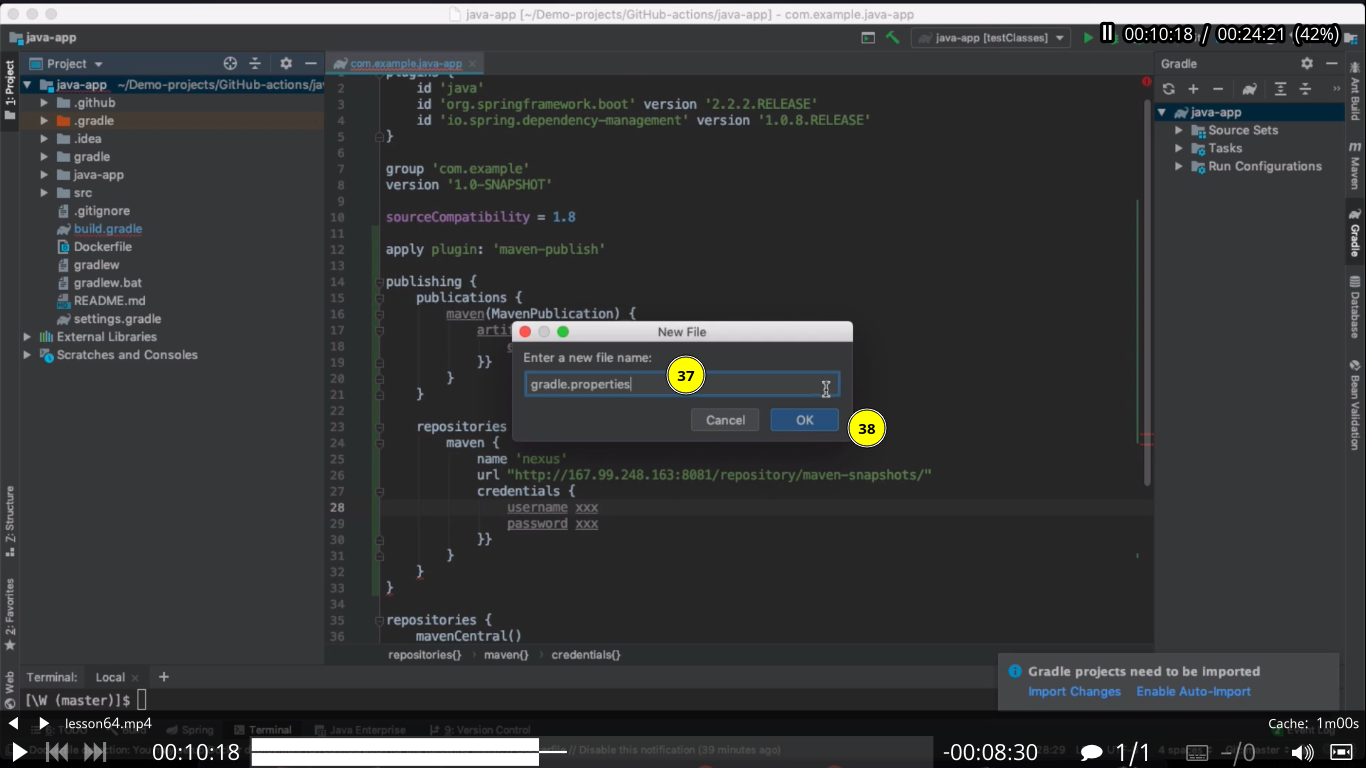 java-app [~/Demo-projects/GitHub-actions/java-app] - com.example.java-app
java-app
java-app [testClasses]
00:10:18 / 00:24:21 (42%)
1: Project
Project
java-app ~/Demo-projects/GitHub-actions/jav
.github
.gradle
.idea
gradle
java-app
src
.gitignore
build.gradle
Dockerfile
gradlew
gradlew.bat
README.md
settings.gradle
External Libraries
Scratches and Consoles
Z: Structure
2: Favorites
Web
com.example.java-app
plugins {
2 id 'java'
3 id 'org.springframework.boot' version '2.2.2.RELEASE'
4 id 'io.spring.dependency-management' version '1.0.8.RELEASE'
5 }
6
7 group 'com.example'
8 version '1.0-SNAPSHOT'
9
10 sourceCompatibility = 1.8
11
12 apply plugin: 'maven-publish'
13
14 publishing {
15 publications {
16 maven(MavenPublication) {
17 arti
18
19 }}
20 }
21 }
22
23 repositories
24 maven {
25 name 'nexus'
26 url "http://167.99.248.163:8081/repository/maven-snapshots/"
27 credentials {
28 username xxx
29 password xxx
30 }}
31 }
32 }
33 }
34
35 repositories {
36 mavenCentral()
repositories{} maven{} credentials{}
New File
Enter a new file name:
gradle.properties
37
Cancel OK
38
Gradle
java-app
Source Sets
Tasks
Run Configurations
Ant Build
Maven
Gradle
Database
Bean Validation
Gradle projects need to be imported
Import Changes Enable Auto-Import
Terminal: Local
[\W (master)]$
lesson64.mp4
Cache: 1m00s
Spring Terminal Java Enterprise 9: Version Control
Event Log
// Disable this notification (39 minutes ago)
00:10:18
-00:08:30
1/1
–/0